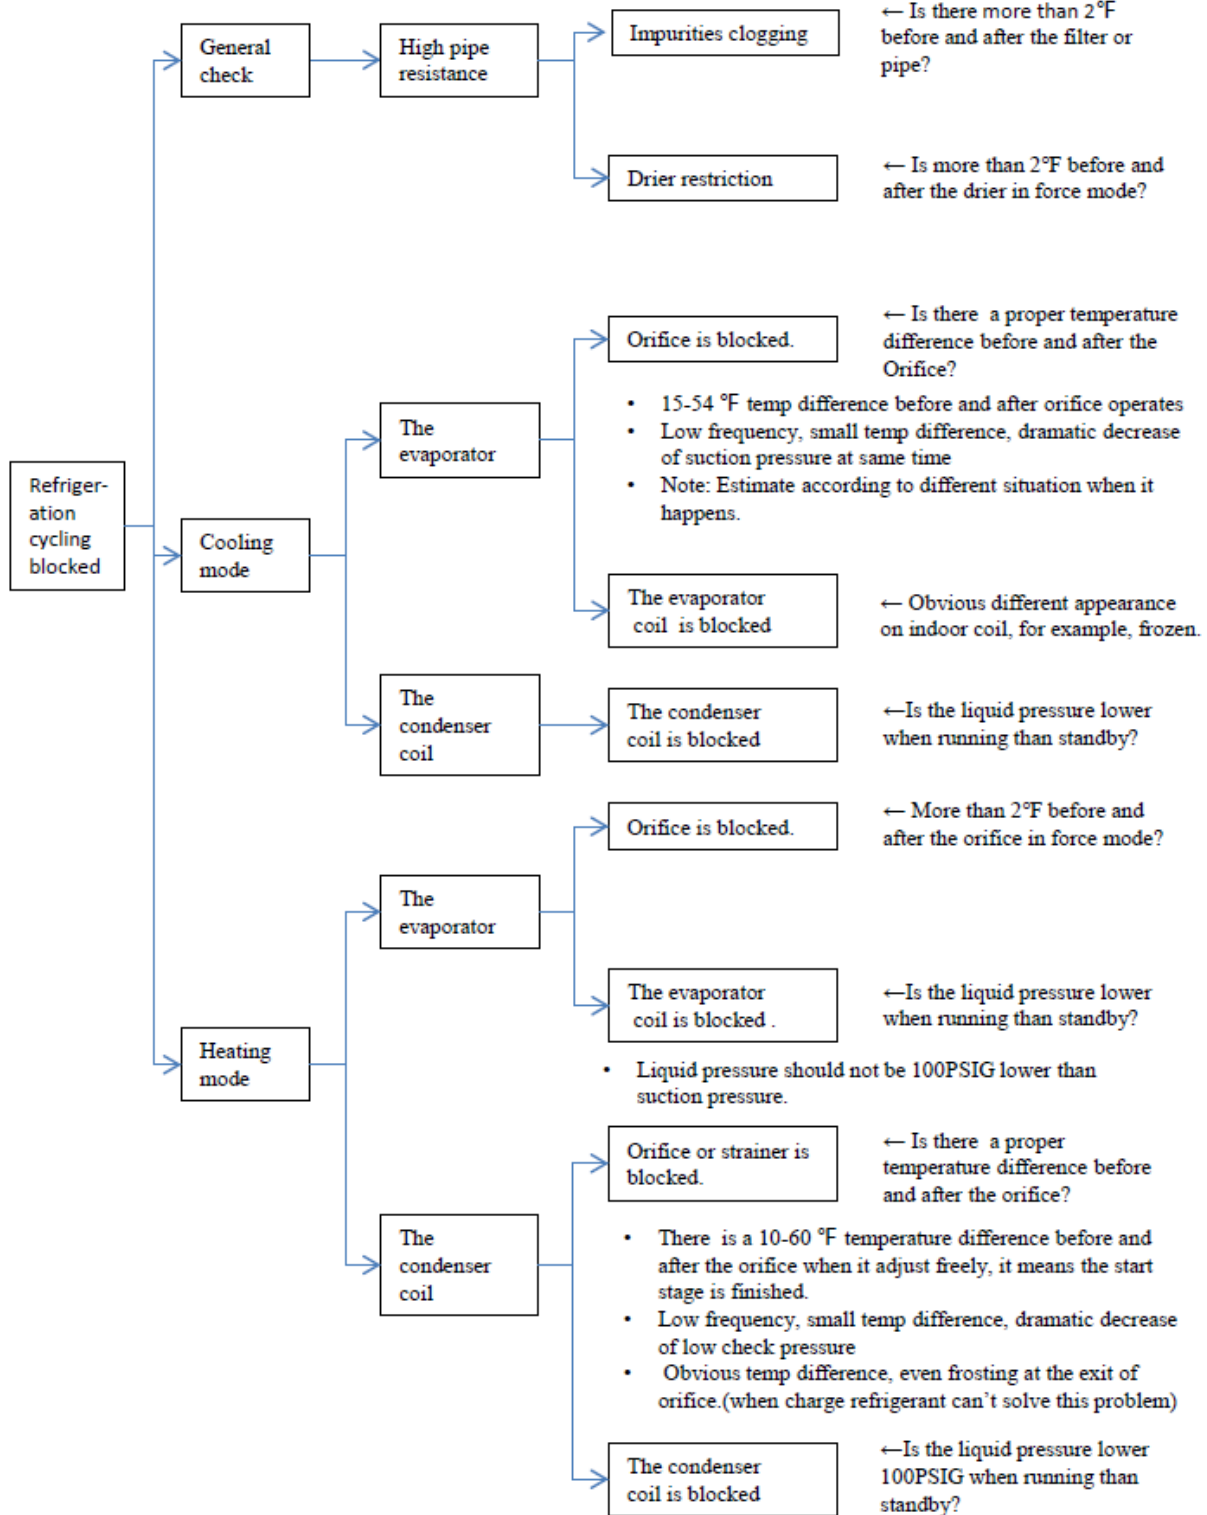 General
check
High pipe
resistance
Impurities clogging
← Is there more than 2℉
before and after the filter or
pipe?
Drier restriction
← Is more than 2℉ before and
after the drier in force mode?
Refriger-
ation
cycling
blocked
Cooling
mode
The
evaporator
Orifice is blocked.
← Is there  a proper temperature
difference before and after the
Orifice?
• 15-54 ℉ temp difference before and after orifice operates
• Low frequency, small temp difference, dramatic decrease
of suction pressure at same time
• Note: Estimate according to different situation when it
happens.
The evaporator
coil  is blocked
← Obvious different appearance
on indoor coil, for example, frozen.
The
condenser
coil
The condenser
coil is blocked
←Is the liquid pressure lower
when running than standby?
Heating
mode
The
evaporator
Orifice is blocked.
← More than 2℉ before and
after the orifice in force mode?
The evaporator
coil is blocked .
←Is the liquid pressure lower
when running than standby?
• Liquid pressure should not be 100PSIG lower than
suction pressure.
The
condenser
coil
Orifice or strainer is
blocked.
← Is there  a proper
temperature difference before
and after the orifice?
• There  is a 10-60 ℉ temperature difference before and
after the orifice when it adjust freely, it means the start
stage is finished.
• Low frequency, small temp difference, dramatic decrease
of low check pressure
• Obvious temp difference, even frosting at the exit of
orifice.(when charge refrigerant can’t solve this problem)
The condenser
coil is blocked
←Is the liquid pressure lower
100PSIG when running than
standby?